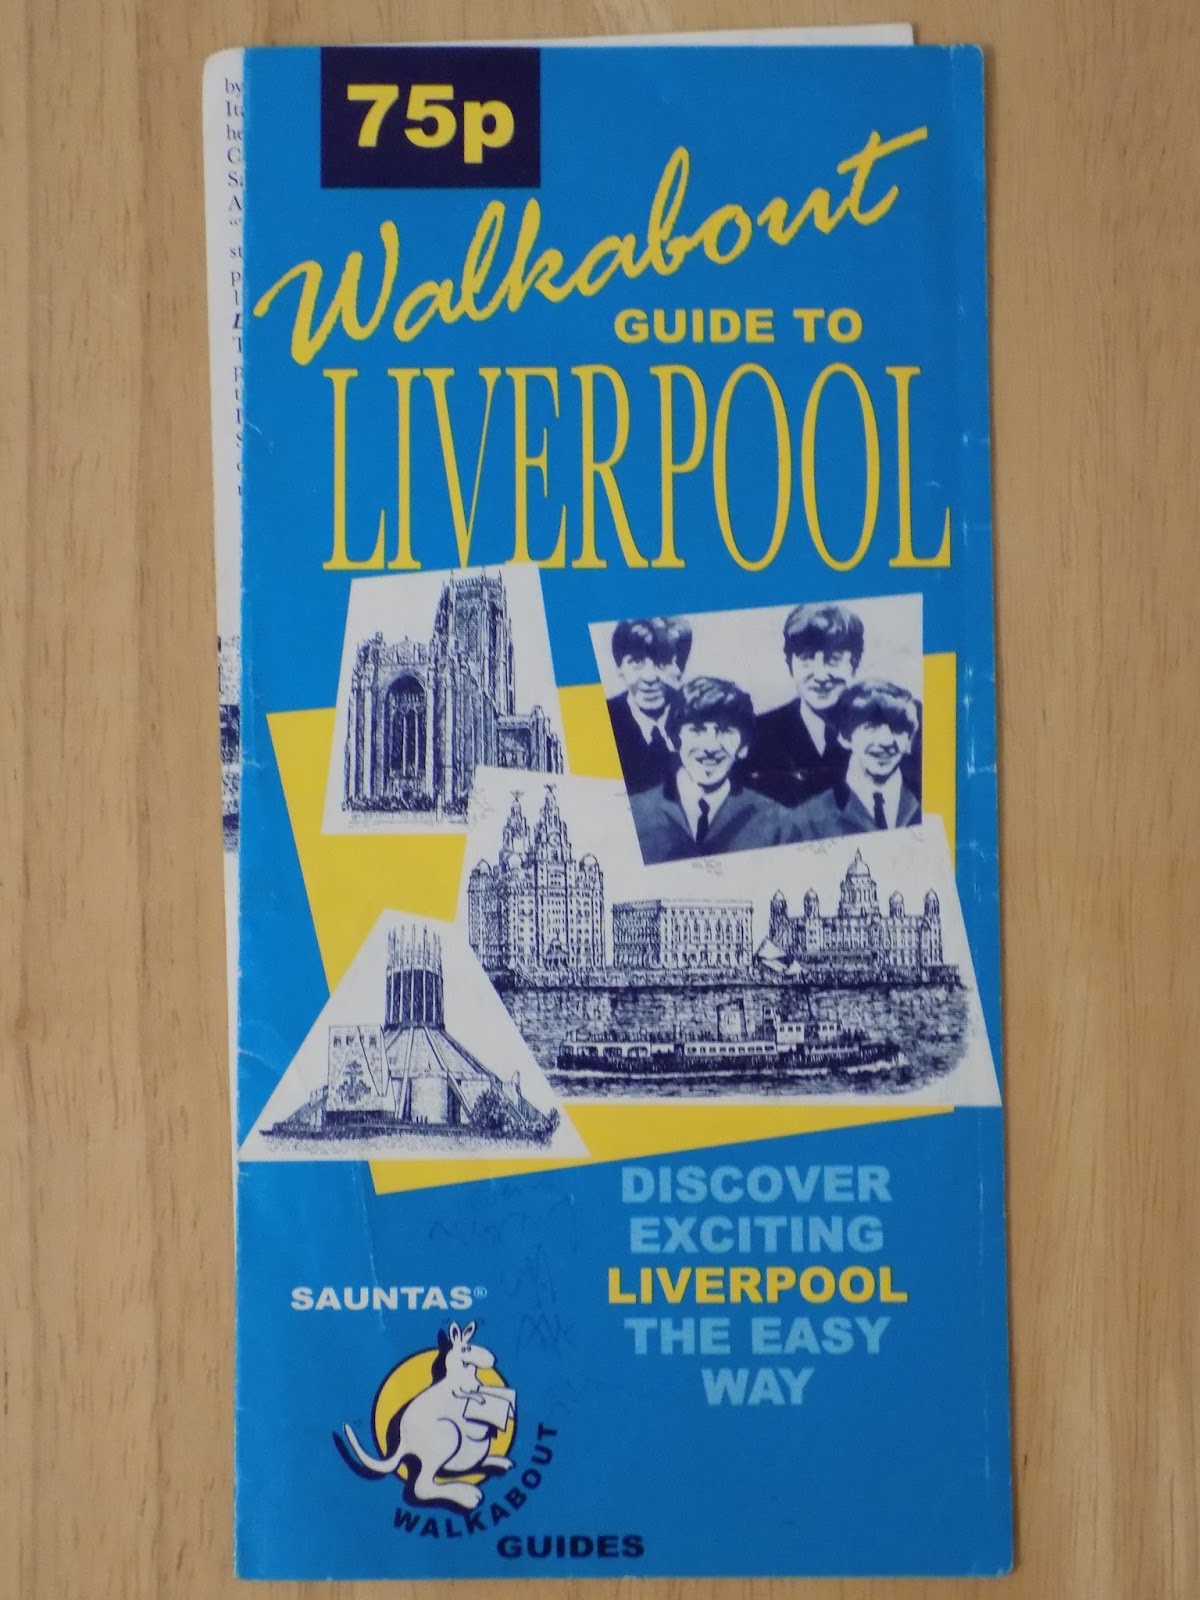 75p
Walkabout
GUIDE TO
LIVERPOOL
DISCOVER
EXCITING
LIVERPOOL
THE EASY
WAY
SAUNTAS®
WALKABOUT
GUIDES